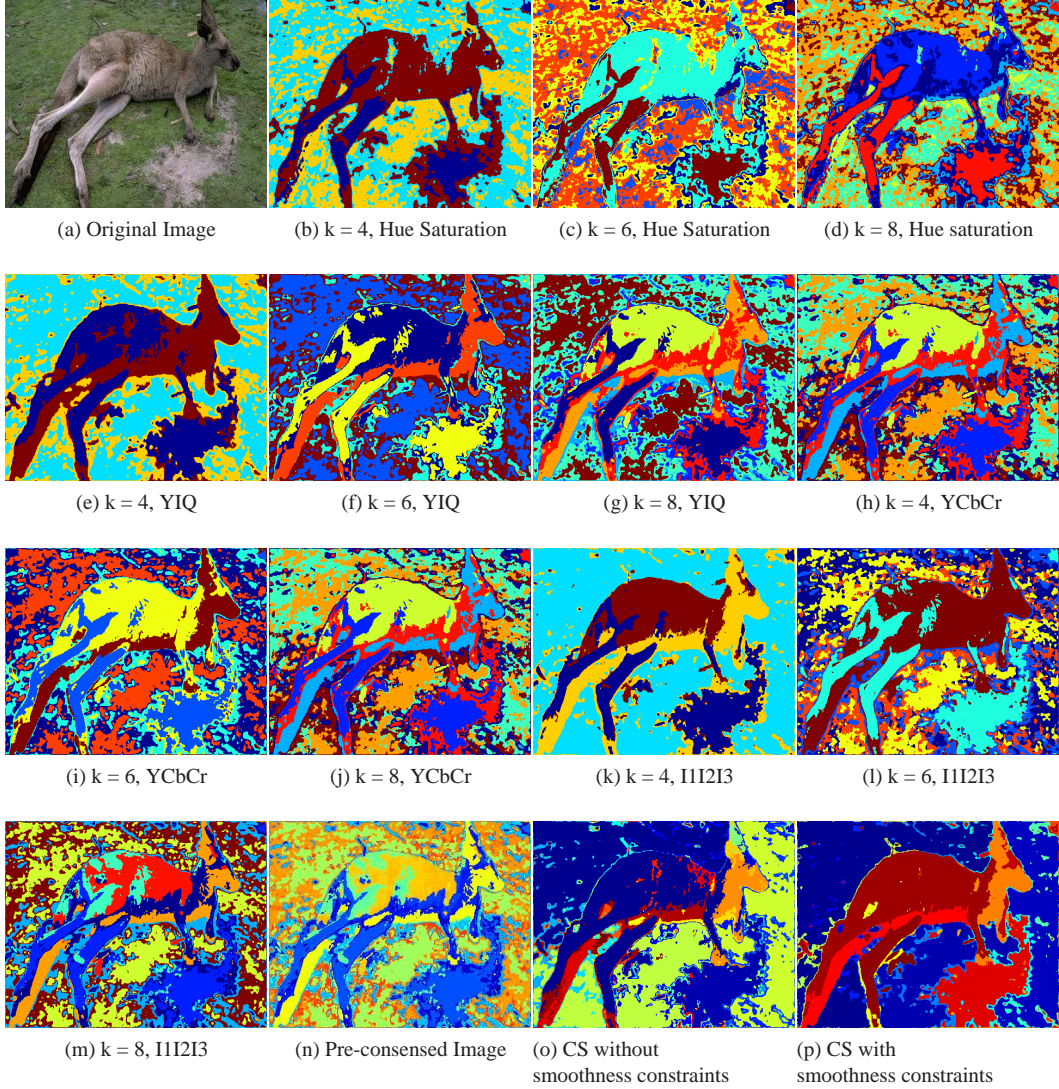 (a) Original Image
(b) k = 4, Hue Saturation
(c) k = 6, Hue Saturation
(d) k = 8, Hue saturation
(e) k = 4, YIQ
(f) k = 6, YIQ
(g) k = 8, YIQ
(h) k = 4, YCbCr
(i) k = 6, YCbCr
(j) k = 8, YCbCr
(k) k = 4, I1I2I3
(l) k = 6, I1I2I3
(m) k = 8, I1I2I3
(n) Pre-consensed Image
(o) CS without
smoothness constraints
(p) CS with
smoothness constraints